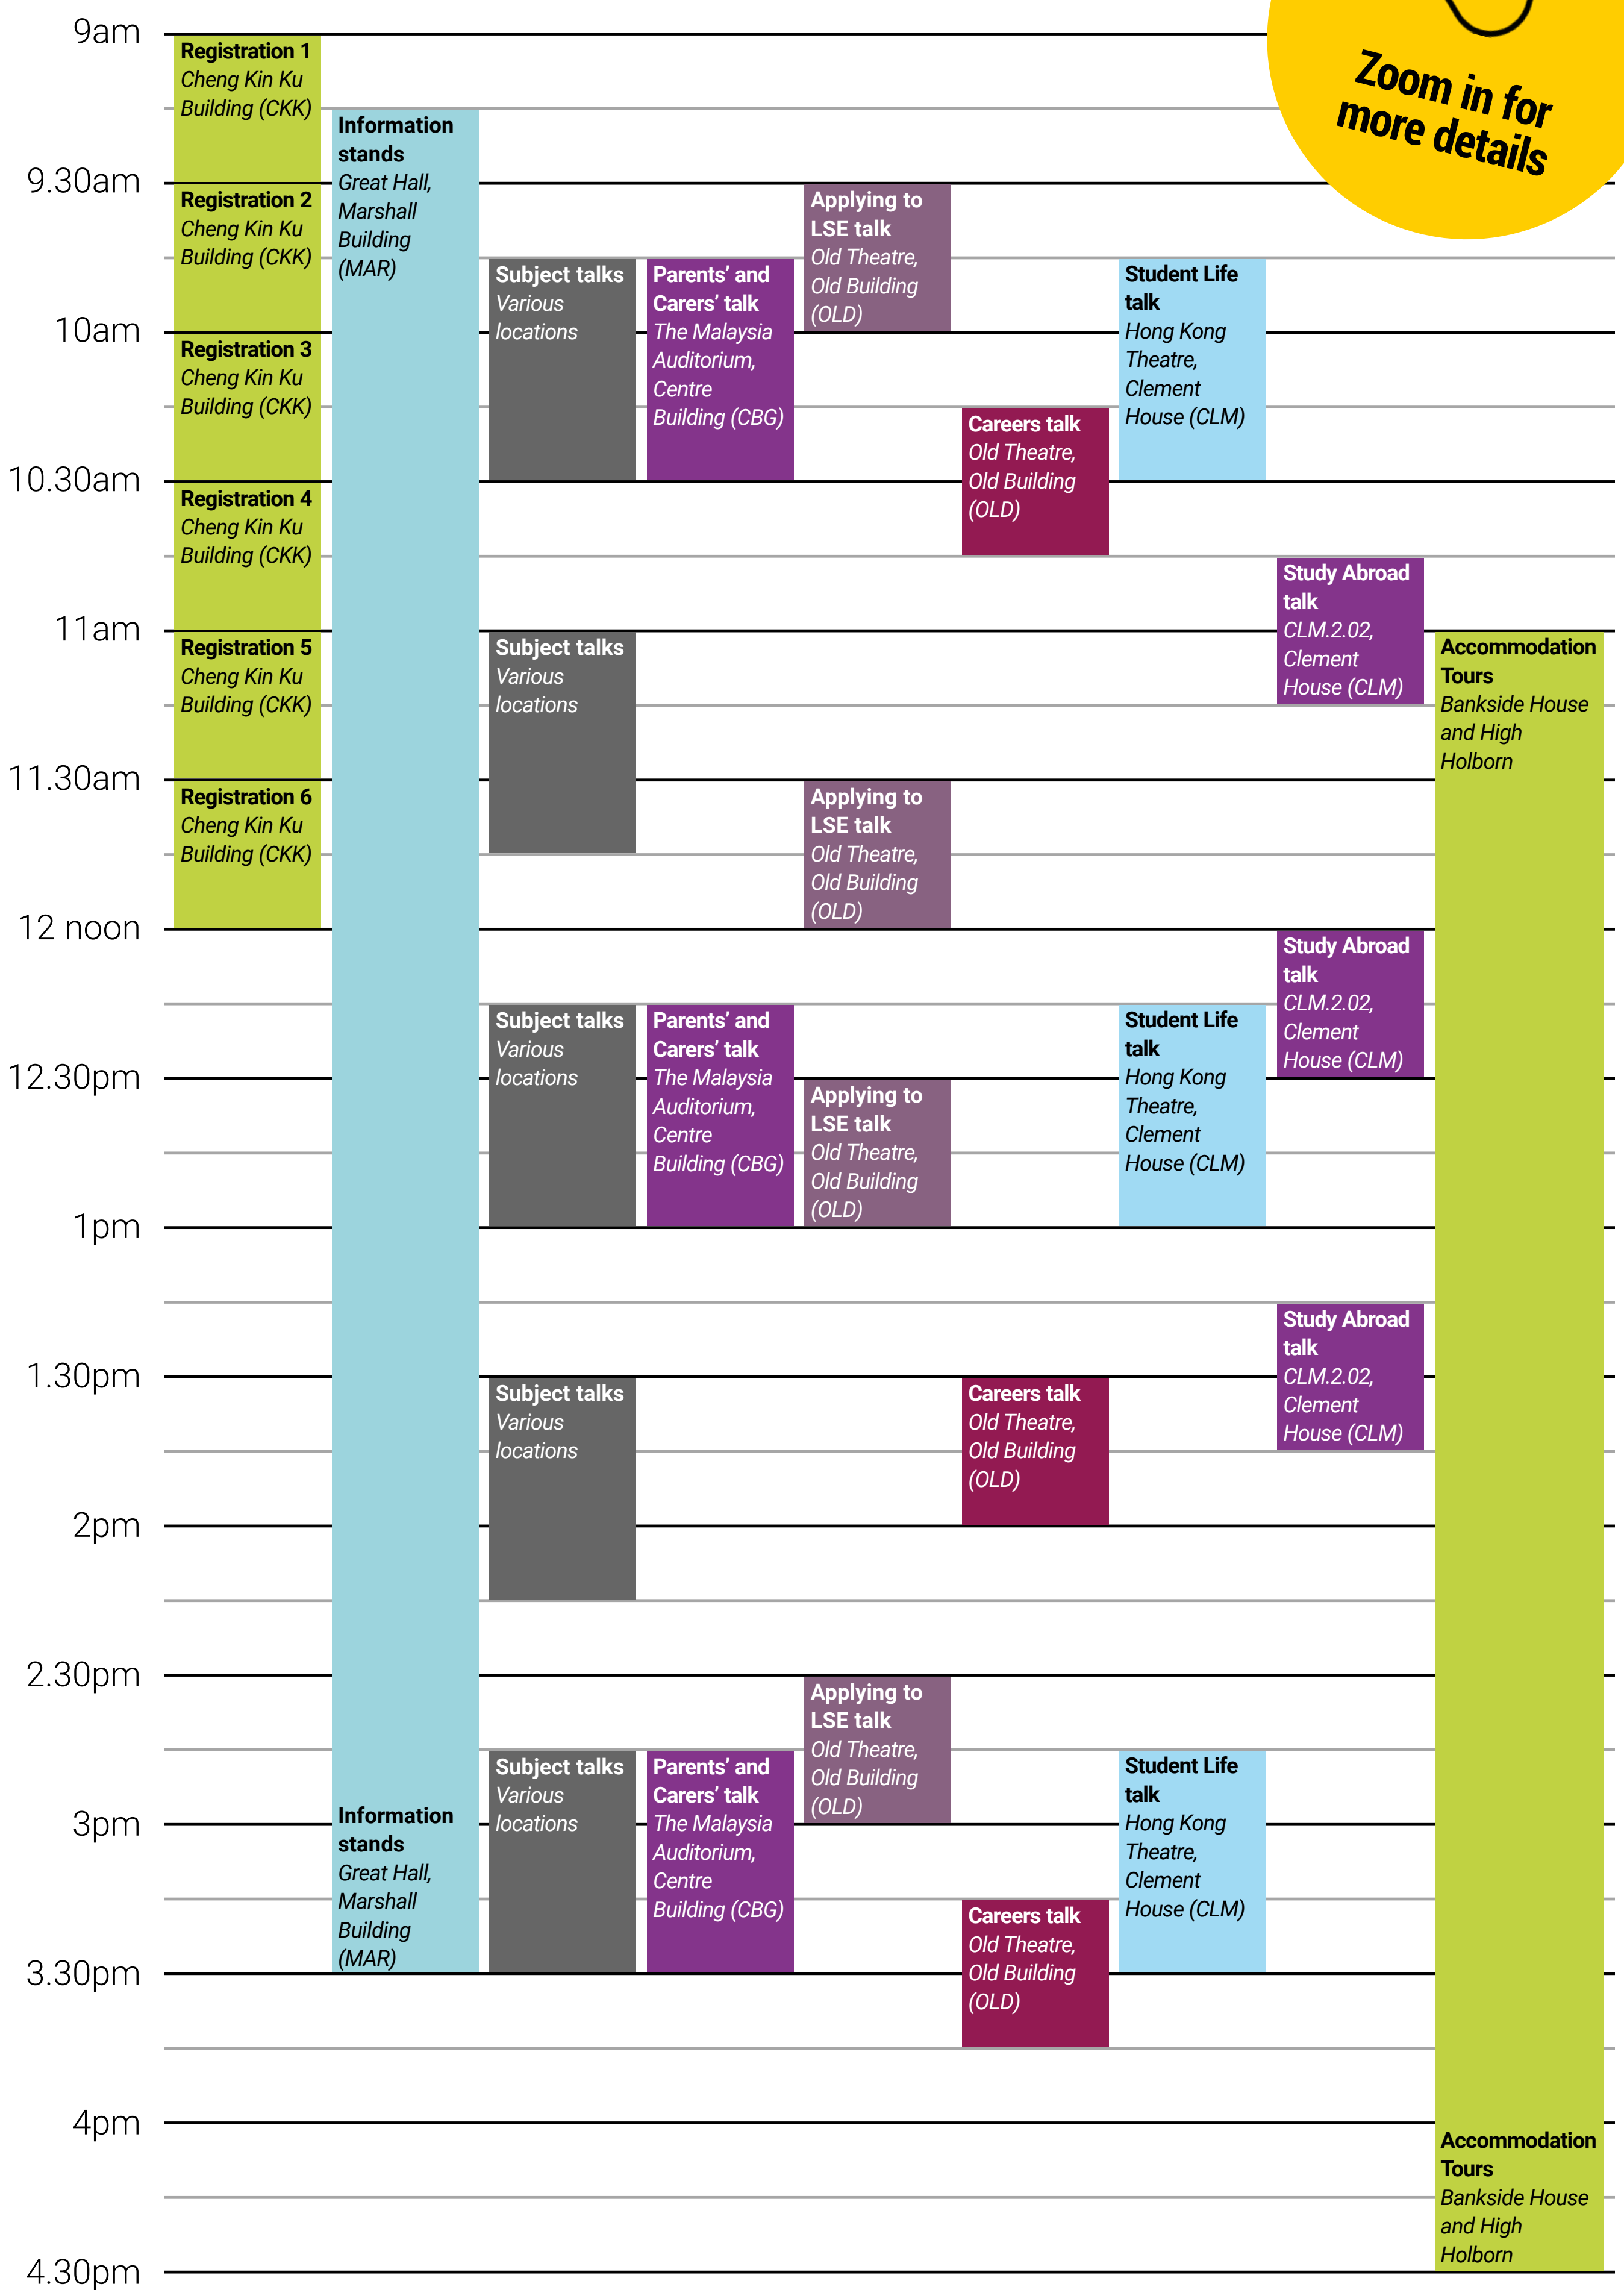 Zoom in for
more details
9am
Registration 1
Cheng Kin Ku
Building (CKK)
Information
stands
Great Hall,
Marshall
Building
(MAR)
9.30am
Registration 2
Cheng Kin Ku
Building (CKK)
Applying to
LSE talk
Old Theatre,
Old Building
(OLD)
Subject talks
Various
locations
Parents’ and
Carers’ talk
The Malaysia
Auditorium,
Centre
Building (CBG)
Student Life
talk
Hong Kong
Theatre,
Clement
House (CLM)
10am
Registration 3
Cheng Kin Ku
Building (CKK)
Careers talk
Old Theatre,
Old Building
(OLD)
10.30am
Registration 4
Cheng Kin Ku
Building (CKK)
Study Abroad
talk
CLM.2.02,
Clement
House (CLM)
11am
Registration 5
Cheng Kin Ku
Building (CKK)
Subject talks
Various
locations
Accommodation
Tours
Bankside House
and High
Holborn
11.30am
Registration 6
Cheng Kin Ku
Building (CKK)
Applying to
LSE talk
Old Theatre,
Old Building
(OLD)
12 noon
Study Abroad
talk
CLM.2.02,
Clement
House (CLM)
Subject talks
Various
locations
Parents’ and
Carers’ talk
The Malaysia
Auditorium,
Centre
Building (CBG)
Student Life
talk
Hong Kong
Theatre,
Clement
House (CLM)
12.30pm
Applying to
LSE talk
Old Theatre,
Old Building
(OLD)
1pm
Study Abroad
talk
CLM.2.02,
Clement
House (CLM)
1.30pm
Subject talks
Various
locations
Careers talk
Old Theatre,
Old Building
(OLD)
2pm
2.30pm
Applying to
LSE talk
Old Theatre,
Old Building
(OLD)
Subject talks
Various
locations
Parents’ and
Carers’ talk
The Malaysia
Auditorium,
Centre
Building (CBG)
Student Life
talk
Hong Kong
Theatre,
Clement
House (CLM)
Information
stands
Great Hall,
Marshall
Building
(MAR)
3pm
Careers talk
Old Theatre,
Old Building
(OLD)
3.30pm
4pm
Accommodation
Tours
Bankside House
and High
Holborn
4.30pm